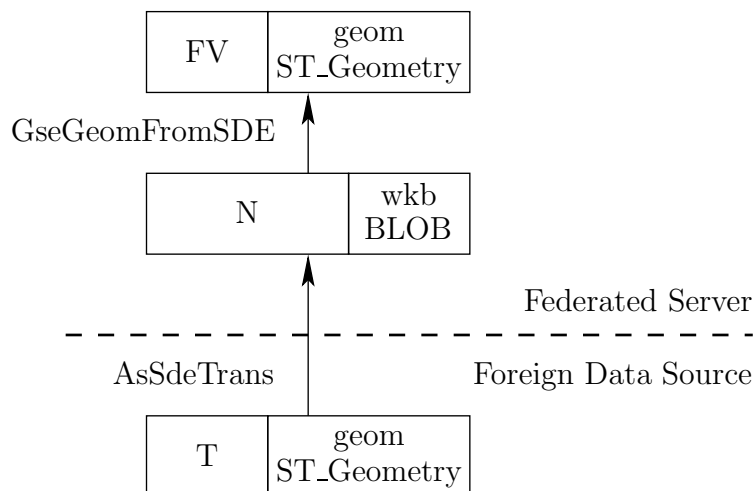 FV
geom
ST_Geometry
GseGeomFromSDE
N
wkb
BLOB
Federated Server
AsSdeTrans
Foreign Data Source
T
geom
ST_Geometry